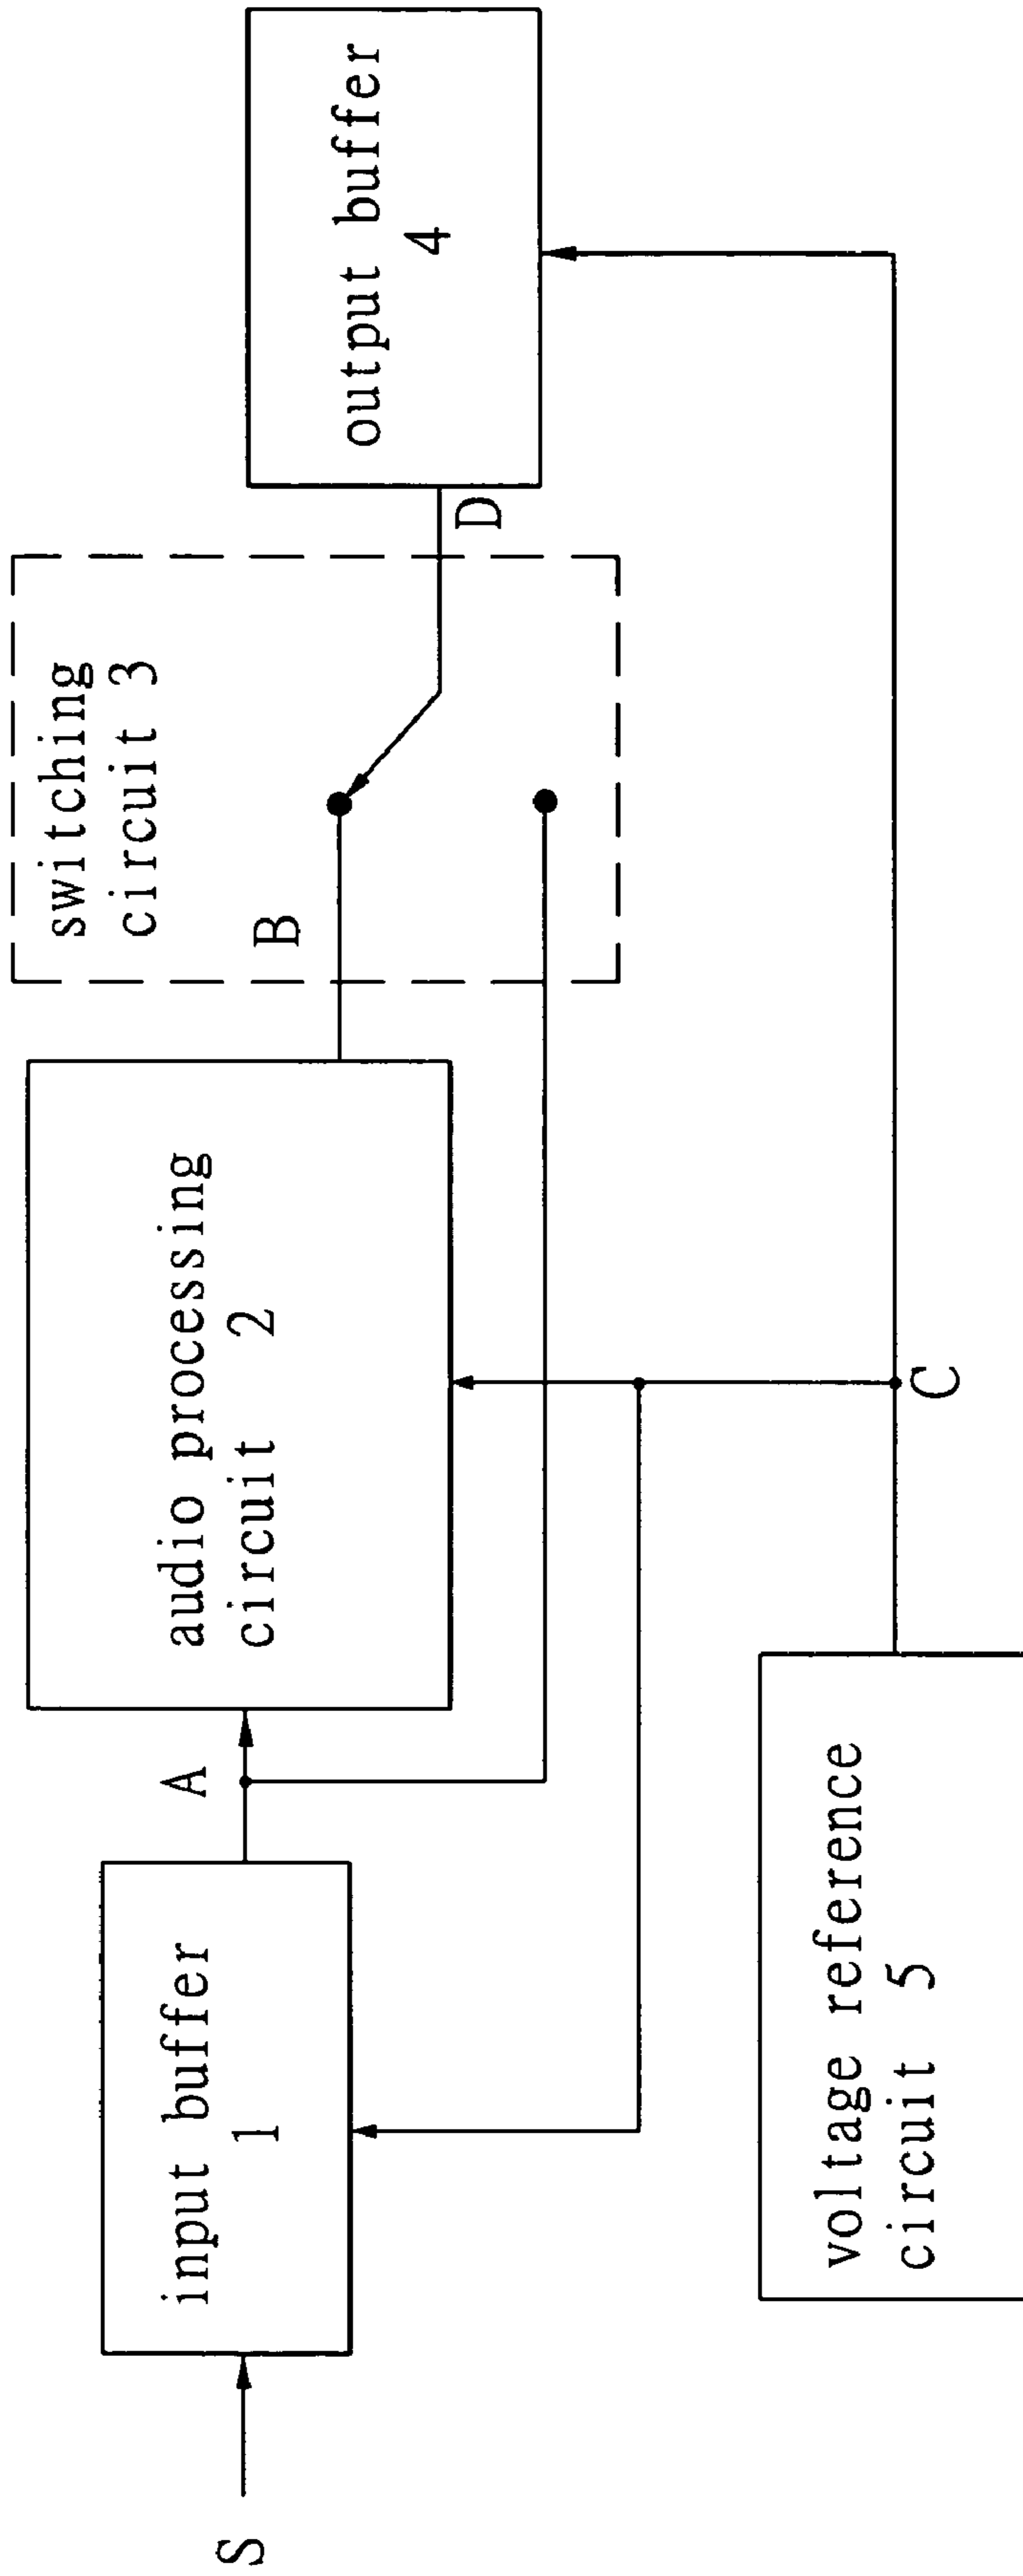 S
input buffer
1
A
audio processing
circuit 2
B
switching
circuit 3
D
output buffer
4
voltage reference
circuit 5
C